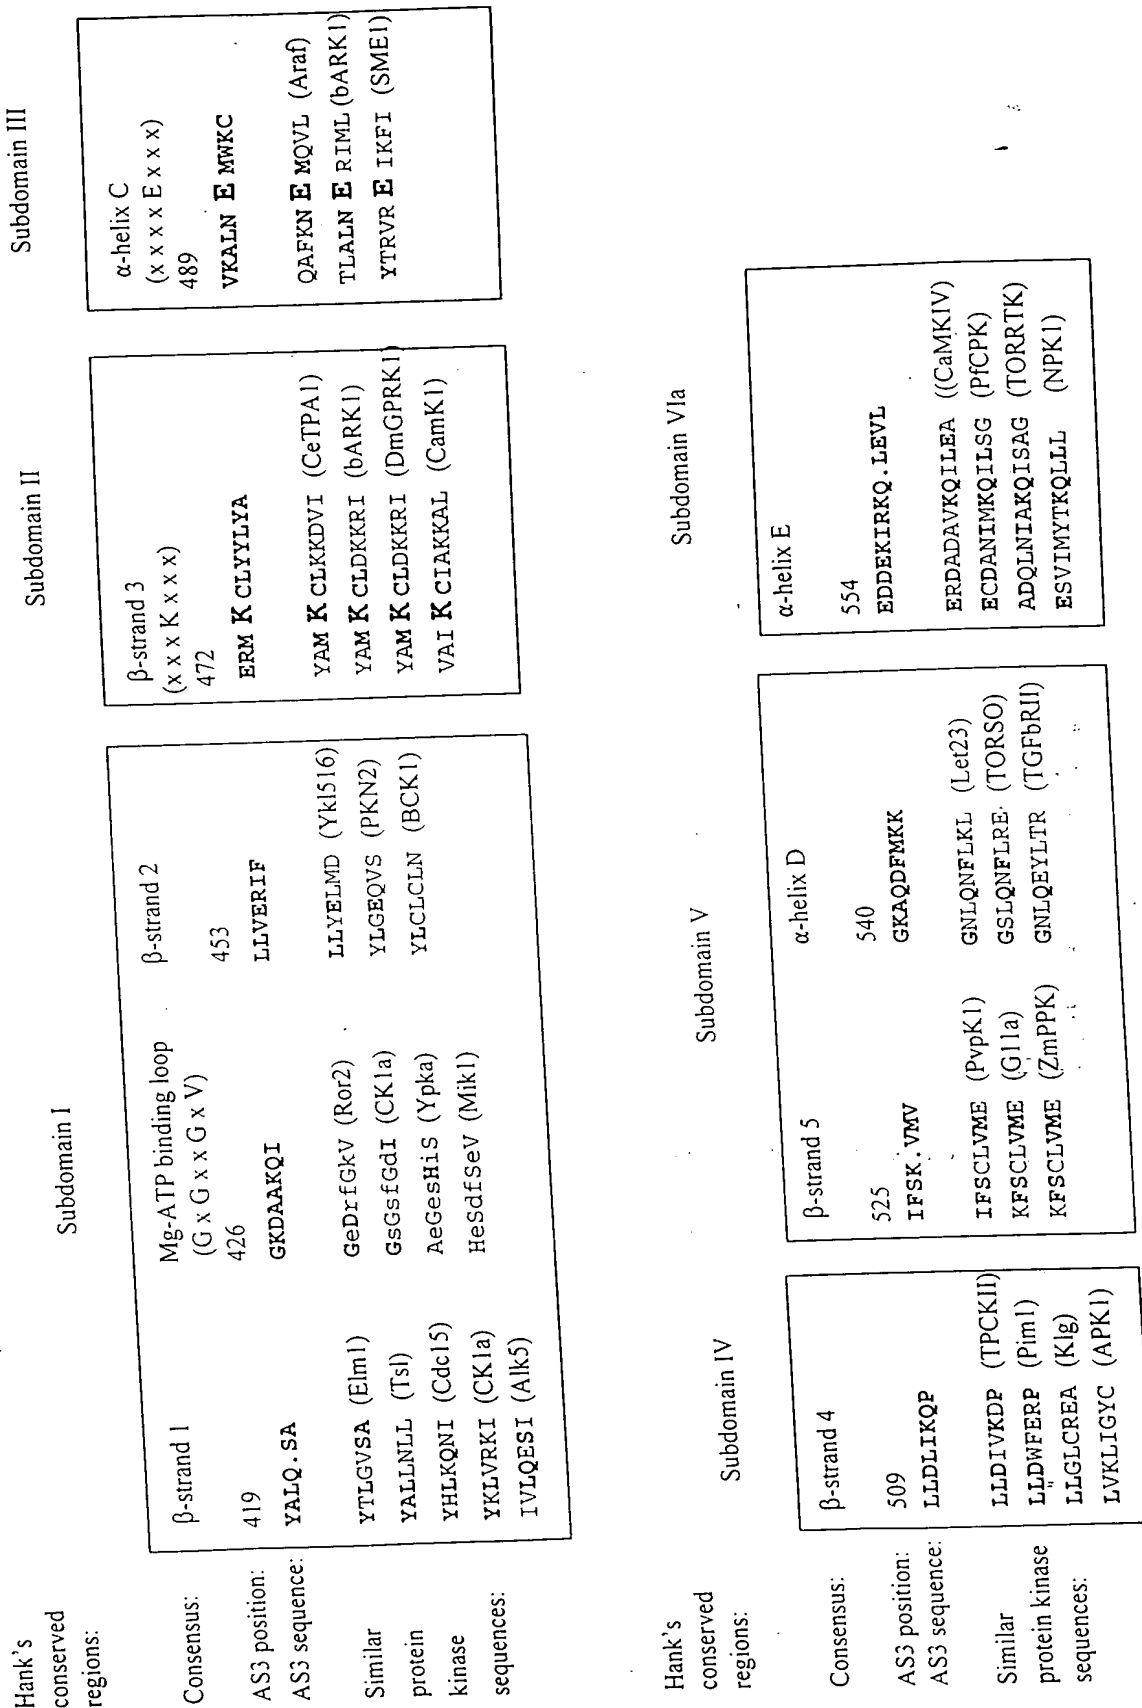 Subdomain I
Subdomain II
Subdomain III
Hank's
conserved
regions:
Consensus:
AS3 position:
AS3 sequence:
Similar
protein
kinase
sequences:
β-strand 1
419
YALQ.SA
YTLGVSA (Elm1)
YALLNLL (Tsl)
YHLKQNI (Cdc15)
YKLVRKI (CK1a)
IVLQESI (Alk5)
Mg-ATP binding loop
(G x G x x G x V)
426
GKDAAKQI
GeDrfGkV (Ror2)
GsGsfGdI (CK1a)
AeGesHiS (Ypka)
HeSdfSeV (Mik1)
β-strand 2
453
LLVERIF
LLYELMD (Ykl516)
YLGEQVS (PKN2)
YLCLCLN (BCK1)
β-strand 3
(x x x K x x x x)
472
ERM K CLYYLYA
YAM K CLKKDVI (CeTPA1)
YAM K CLDKKRI (bARK1)
YAM K CLDKKRI (DmGPRK1)
VAI K CIAKKAL (CamK1)
α-helix C
(x x x x E x x x)
489
VKALN E MWKC
QAFKN E MQVL (Araf)
TLALN E RIML (bARK1)
YTRVR E IKFI (SME1)
Subdomain IV
Subdomain V
Subdomain VIa
Hank's
conserved
regions:
Consensus:
AS3 position:
AS3 sequence:
Similar
protein kinase
sequences:
β-strand 4
509
LLDLIKQP
LLDIVKDP (TPCKII)
LLDWFERP (Pim1)
LLGLCREA (Klg)
LVKLIGYC (APK1)
β-strand 5
525
IFSK.VMV
IFSCLVME (PvpK1)
KFSCLVME (G11a)
KFSCLVME (ZmPPK)
α-helix D
540
GKAQDFMKK
GNLQNFLKL (Let23)
GSLQNFLRE (TORSO)
GNLQEYLTR (TGFbRII)
α-helix E
554
EDDEKIRKQ.LEVL
ERDADAVKQILEA ((CaMKIV)
ECDANIMKQILSG (PfCPK)
ADQLNIAKQISAG (TORRTK)
ESVIMYTKQLLL (NPK1)